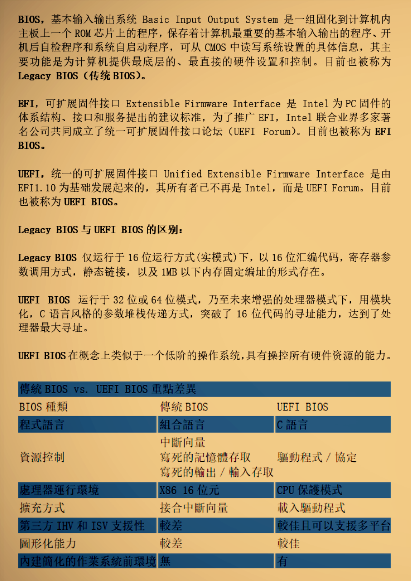 BIOS，基本输入输出系统 Basic Input Output System 是一组固化到计算机内
主板上一个 ROM 芯片上的程序，保存着计算机最重要的基本输入输出的程序、开
机后自检程序和系统自启动程序，可从 CMOS 中读写系统设置的具体信息，其主
要功能是为计算机提供最底层的、最直接的硬件设置和控制。目前也被称为
Legacy BIOS（传统 BIOS）。
EFI，可扩展固件接口 Extensible Firmware Interface 是 Intel 为 PC 固件的
体系结构、接口和服务提出的建议标准，为了推广 EFI，Intel 联合业界多家著
名公司共同成立了统一可扩展固件接口论坛（UEFI Forum）。目前也被称为 EFI
BIOS。
UEFI，统一的可扩展固件接口 Unified Extensible Firmware Interface 是由
EFI1.10 为基础发展起来的，其所有者已不再是 Intel，而是 UEFI Forum。目前
也被称为 UEFI BIOS。
Legacy BIOS 与 UEFI BIOS 的区别：
Legacy BIOS 仅运行于 16 位运行方式(实模式)下，以 16 位汇编代码，寄存器参
数调用方式，静态链接，以及 1MB 以下内存固定编址的形式存在。
UEFI BIOS 运行于 32 位或 64 位模式，乃至未来增强的处理器模式下，用模块
化，C 语言风格的参数堆栈传递方式，突破了 16 位代码的寻址能力，达到了处
理器最大寻址。
UEFI BIOS 在概念上类似于一个低阶的操作系统,具有操控所有硬件资源的能力。
傳統 BIOS vs. UEFI BIOS 重點差異
BIOS 種類 傳統 BIOS UEFI BIOS
程式語言 組合語言 C 語言
中斷向量
資源控制 寫死的記憶體存取 驅動程式 / 協定
寫死的輸出 / 輸入存取
處理器運行環境 X86 16 位元 CPU 保護模式
擴充方式 接合中斷向量 載入驅動程式
第三方 IHV 和 ISV 支援性 較差 較佳且可以支援多平台
圖形化能力 較差 較佳
內建簡化的作業系統前環境 無 有